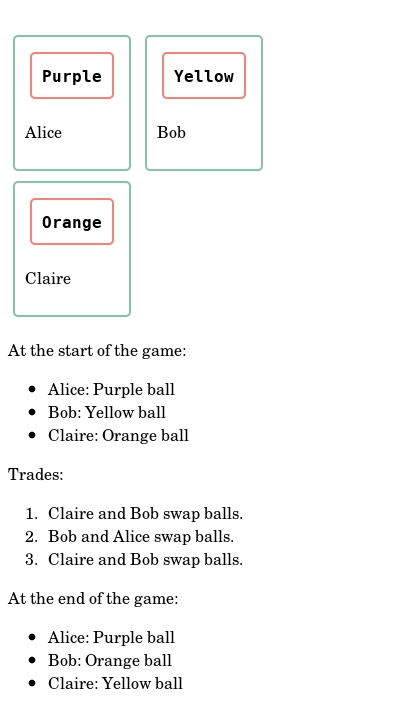 Purple
Yellow
Alice
Bob
Orange
Claire
At the start of the game:
• Alice: Purple ball
• Bob: Yellow ball
• Claire: Orange ball
Trades:
1. Claire and Bob swap balls.
2. Bob and Alice swap balls.
3. Claire and Bob swap balls.
At the end of the game:
• Alice: Purple ball
• Bob: Orange ball
• Claire: Yellow ball